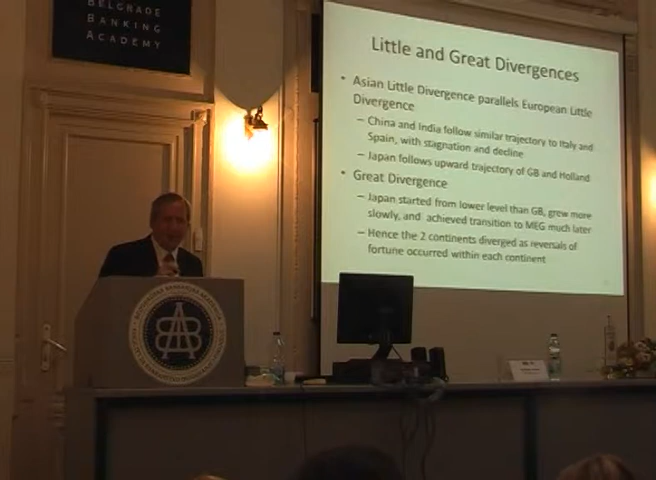 BELGRADE
BANKING
ACADEMY
Little and Great Divergences
• Asian Little Divergence parallels European Little
Divergence
– China and India follow similar trajectory to Italy and
Spain, with stagnation and decline
– Japan follows upward trajectory of GB and Holland
• Great Divergence
– Japan started from lower level than GB, grew more
slowly, and achieved transition to MEG much later
– Hence the 2 continents diverged as reversals of
fortune occurred within each continent